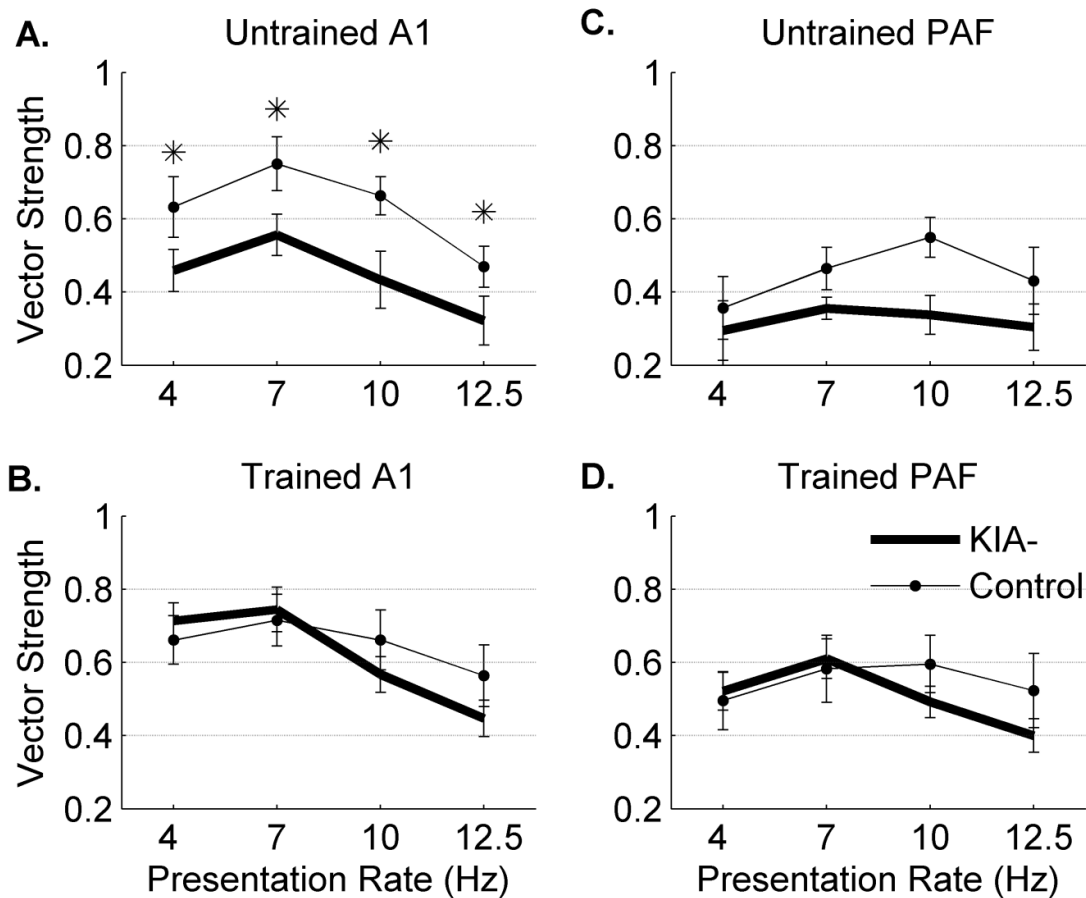 A. Untrained A1
Vector Strength
1
0.8
0.6
0.4
0.2
4 7 10 12.5
C. Untrained PAF
1
0.8
0.6
0.4
0.2
4 7 10 12.5
B. Trained A1
Vector Strength
1
0.8
0.6
0.4
0.2
4 7 10 12.5
Presentation Rate (Hz)
D. Trained PAF
1
0.8
0.6
0.4
0.2
KIA-
Control
4 7 10 12.5
Presentation Rate (Hz)